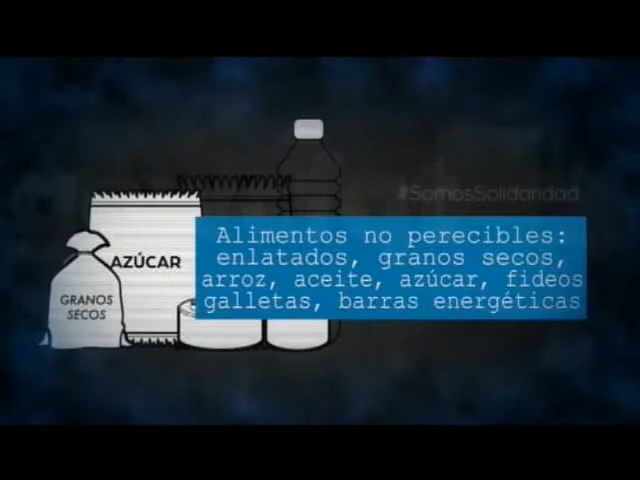 #SomosSolidaridad
Alimentos no perecibles:
enlatados, granos secos,
arroz, aceite, azúcar, fideos
galletas, barras energéticas
AZÚCAR
GRANOS
SECOS